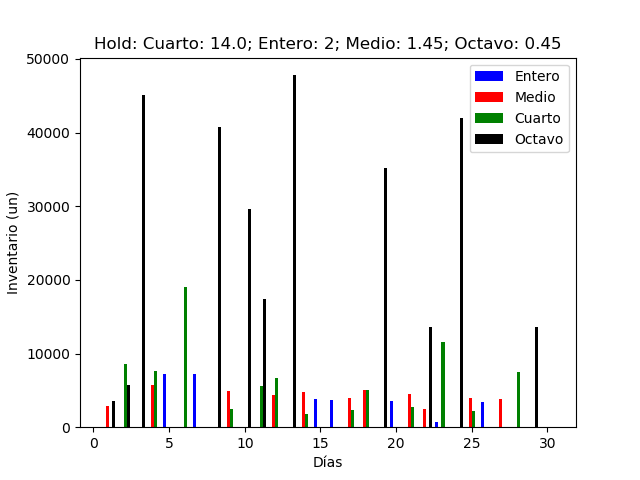 Hold: Cuarto: 14.0; Entero: 2; Medio: 1.45; Octavo: 0.45
50000
40000
30000
20000
10000
0
Inventario (un)
Entero
Medio
Cuarto
Octavo
0 5 10 15 20 25 30
Días